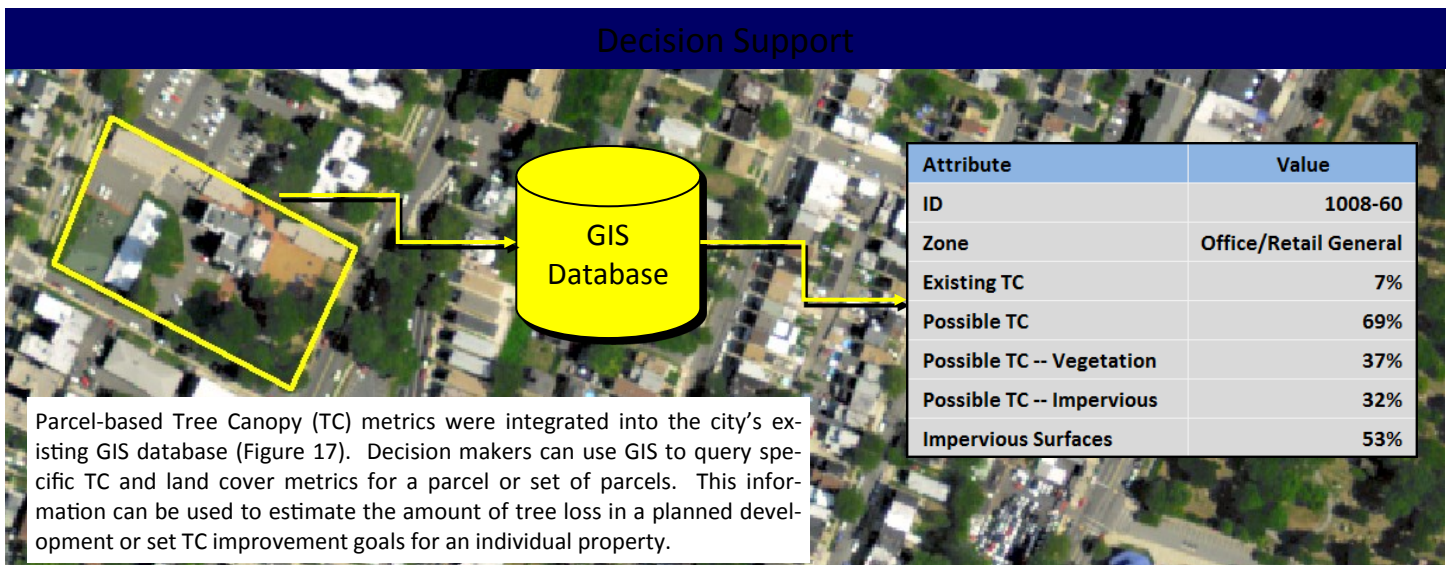 Decision Support
GIS
Database
Attribute Value
ID 1008-60
Zone Office/Retail General
Existing TC 7%
Possible TC 69%
Possible TC -- Vegetation 37%
Possible TC -- Impervious 32%
Impervious Surfaces 53%
Parcel-based Tree Canopy (TC) metrics were integrated into the city's ex-
isting GIS database (Figure 17). Decision makers can use GIS to query spe-
cific TC and land cover metrics for a parcel or set of parcels. This infor-
mation can be used to estimate the amount of tree loss in a planned devel-
opment or set TC improvement goals for an individual property.